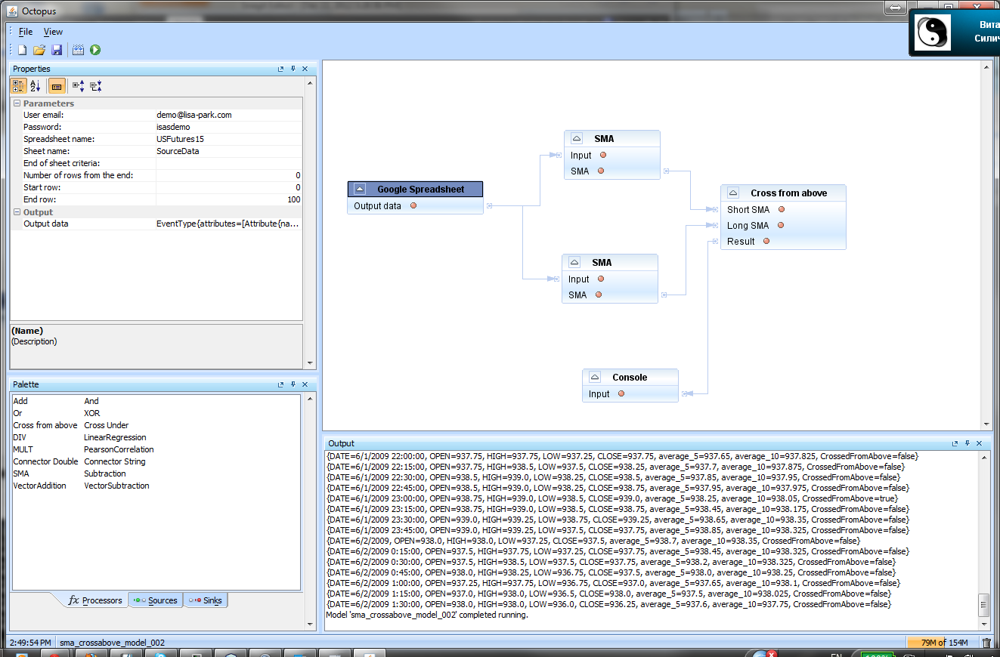 Octopus
Вита
Силич
File View
Properties
Parameters
User email: demo@lisa-park.com
Password: isasdemo
Spreadsheet name: USFutures15
Sheet name: SourceData
End of sheet criteria:
Number of rows from the end: 0
Start row: 0
End row: 100
Output
Output data EventType{attributes=[Attribute{na...
(Name)
(Description)
Palette
Add And
Or XOR
Cross from above Cross Under
DIV LinearRegression
MULT PearsonCorrelation
Connector Double Connector String
SMA Subtraction
VectorAddition VectorSubtraction
fx Processors Sources Sinks
Google Spreadsheet
Output data
SMA
Input
SMA
SMA
Input
SMA
Cross from above
Short SMA
Long SMA
Result
Console
Input
Output
{DATE=6/1/2009 22:00:00, OPEN=937.75, HIGH=937.75, LOW=937.25, CLOSE=937.75, average_5=937.65, average_10=937.825, CrossedFromAbove=false}
{DATE=6/1/2009 22:15:00, OPEN=937.75, HIGH=938.5, LOW=937.5, CLOSE=938.25, average_5=937.7, average_10=937.875, CrossedFromAbove=false}
{DATE=6/1/2009 22:30:00, OPEN=938.5, HIGH=939.0, LOW=938.25, CLOSE=938.5, average_5=937.85, average_10=937.95, CrossedFromAbove=false}
{DATE=6/1/2009 22:45:00, OPEN=938.5, HIGH=939.0, LOW=938.25, CLOSE=938.75, average_5=937.95, average_10=937.975, CrossedFromAbove=false}
{DATE=6/1/2009 23:00:00, OPEN=938.75, HIGH=939.0, LOW=938.5, CLOSE=939.0, average_5=938.25, average_10=938.05, CrossedFromAbove=true}
{DATE=6/1/2009 23:15:00, OPEN=938.75, HIGH=939.0, LOW=938.5, CLOSE=938.75, average_5=938.45, average_10=938.175, CrossedFromAbove=false}
{DATE=6/1/2009 23:30:00, OPEN=939.0, HIGH=939.25, LOW=938.75, CLOSE=939.25, average_5=938.65, average_10=938.35, CrossedFromAbove=false}
{DATE=6/1/2009 23:45:00, OPEN=939.0, HIGH=939.25, LOW=937.5, CLOSE=937.75, average_5=938.85, average_10=938.325, CrossedFromAbove=false}
{DATE=6/2/2009, OPEN=938.0, HIGH=938.0, LOW=937.25, CLOSE=937.5, average_5=938.7, average_10=938.35, CrossedFromAbove=false}
{DATE=6/2/2009 0:15:00, OPEN=937.5, HIGH=937.75, LOW=937.25, CLOSE=937.75, average_5=938.45, average_10=938.325, CrossedFromAbove=false}
{DATE=6/2/2009 0:30:00, OPEN=937.5, HIGH=938.5, LOW=937.5, CLOSE=937.75, average_5=938.2, average_10=938.325, CrossedFromAbove=false}
{DATE=6/2/2009 0:45:00, OPEN=938.0, HIGH=938.25, LOW=936.75, CLOSE=937.5, average_5=938.0, average_10=938.25, CrossedFromAbove=false}
{DATE=6/2/2009 1:00:00, OPEN=937.25, HIGH=937.75, LOW=936.75, CLOSE=937.0, average_5=937.65, average_10=938.1, CrossedFromAbove=false}
{DATE=6/2/2009 1:15:00, OPEN=937.0, HIGH=938.0, LOW=936.5, CLOSE=938.0, average_5=937.5, average_10=938.025, CrossedFromAbove=false}
{DATE=6/2/2009 1:30:00, OPEN=938.0, HIGH=938.0, LOW=936.0, CLOSE=936.25, average_5=937.6, average_10=937.75, CrossedFromAbove=false}
Model 'sma_crossabove_model_002' completed running.
2:49:54 PM sma_crossabove_model_002 79M of 154M
EN 100%